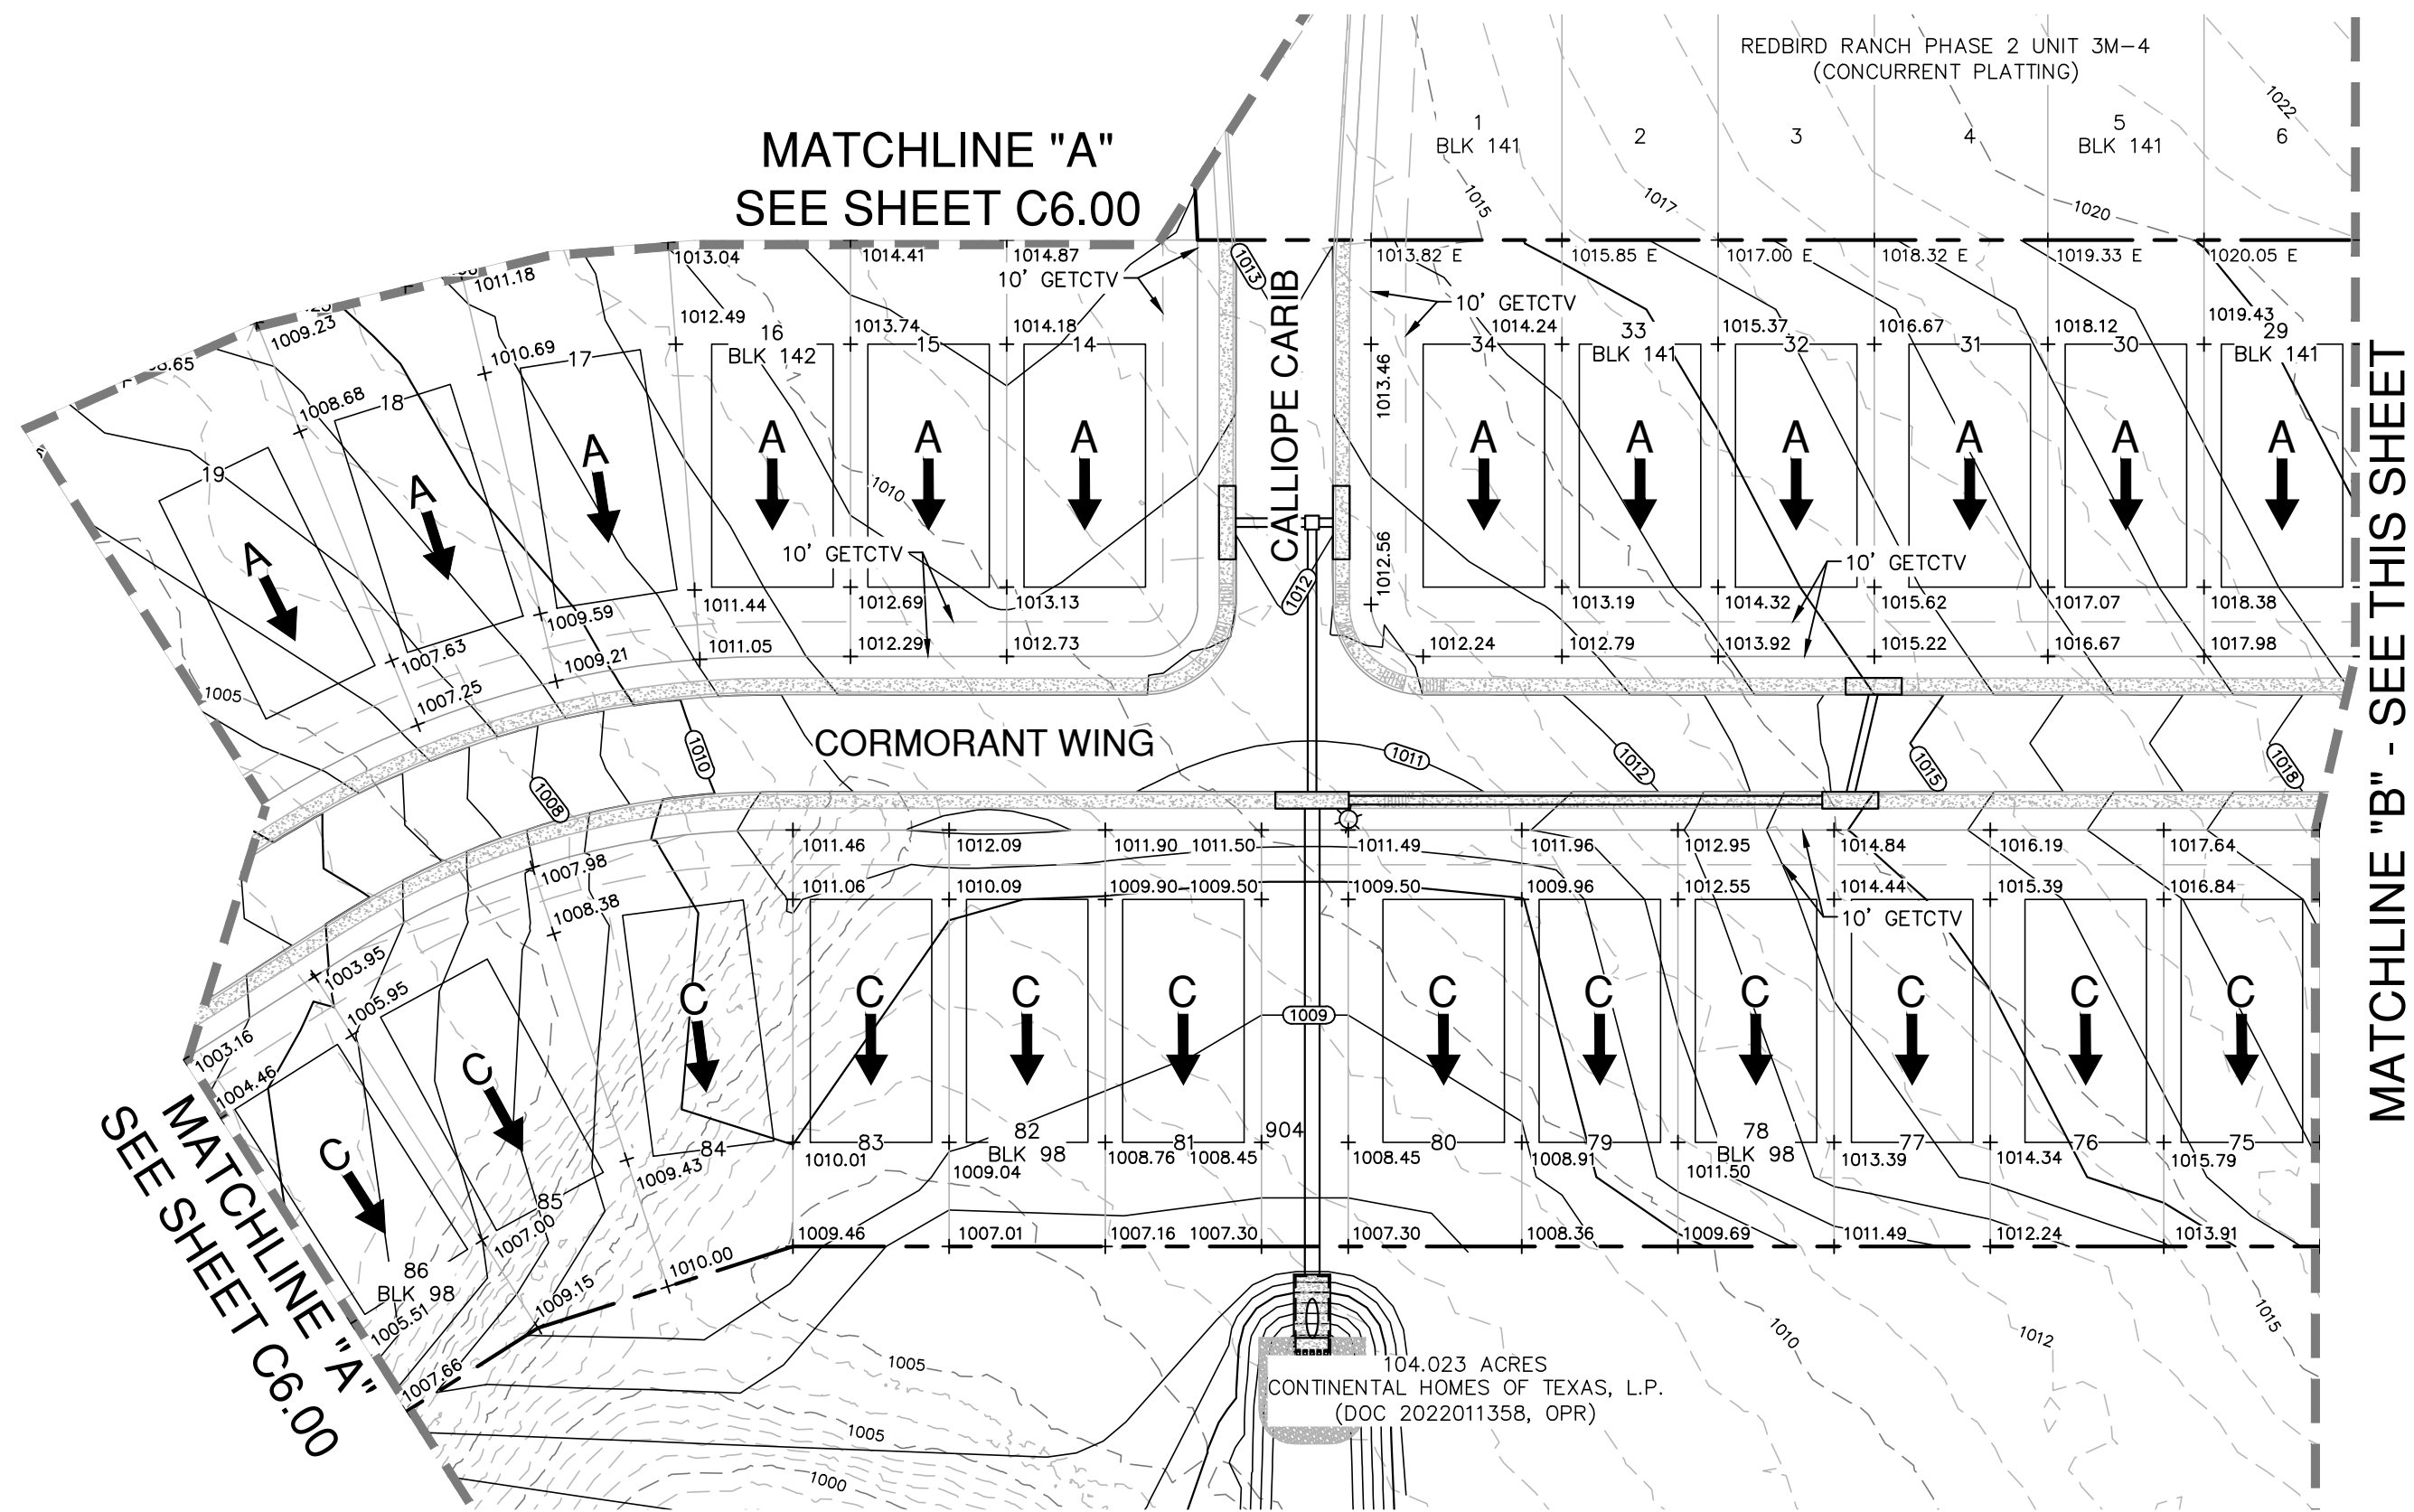 REDBIRD RANCH PHASE 2 UNIT 3M-4
(CONCURRENT PLATTING)
1022
1
BLK 141
2
3
4
5
BLK 141
6
1015
1017
1020
MATCHLINE "A"
SEE SHEET C6.00
1013.04
1014.41
1014.87
10' GETCTV
1013
1013.82 E
1015.85 E
1017.00 E
1018.32 E
1019.33 E
1020.05 E
1011.18
1009.23
1012.49
16
BLK 142
1013.74
15
1014.18
14
CALLIOPE CARIB
10' GETCTV
1014.24
34
33
BLK 141
1015.37
32
1016.67
31
1018.12
30
1019.43
29
BLK 141
1010.69
17
1008.68
18
19
1013.46
A
A
A
A
A
A
A
A
A
A
A
A
1010
10' GETCTV
1012
1012.56
10' GETCTV
1011.44
1012.69
1013.13
1013.19
1014.32
1015.62
1017.07
1018.38
1009.59
1007.63
1009.21
1011.05
1012.29
1012.73
1012.24
1012.79
1013.92
1015.22
1016.67
1017.98
1007.25
1005
CORMORANT WING
1008
1010
1011
1012
1015
1018
MATCHLINE "B" - SEE THIS SHEET
1011.46
1012.09
1011.90
1011.50
1011.49
1011.96
1012.95
1014.84
1016.19
1017.64
1007.98
1008.38
1011.06
1010.09
1009.90
1009.50
1009.50
1009.96
1012.55
1014.44
1015.39
1016.84
10' GETCTV
1003.95
1005.95
1003.16
1004.46
C
C
C
C
C
C
C
C
C
C
C
C
1009
904
86
BLK 98
85
84
83
82
BLK 98
81
80
79
78
BLK 98
77
76
75
1009.43
1010.01
1009.04
1008.76
1008.45
1008.45
1008.91
1011.50
1013.39
1014.34
1015.79
1007.00
1005.51
1007.66
1009.15
1010.00
1009.46
1007.01
1007.16
1007.30
1007.30
1008.36
1009.69
1011.49
1012.24
1013.91
MATCHLINE "A"
SEE SHEET C6.00
1005
1005
1000
1010
1012
1015
104.023 ACRES
CONTINENTAL HOMES OF TEXAS, L.P.
(DOC 2022011358, OPR)